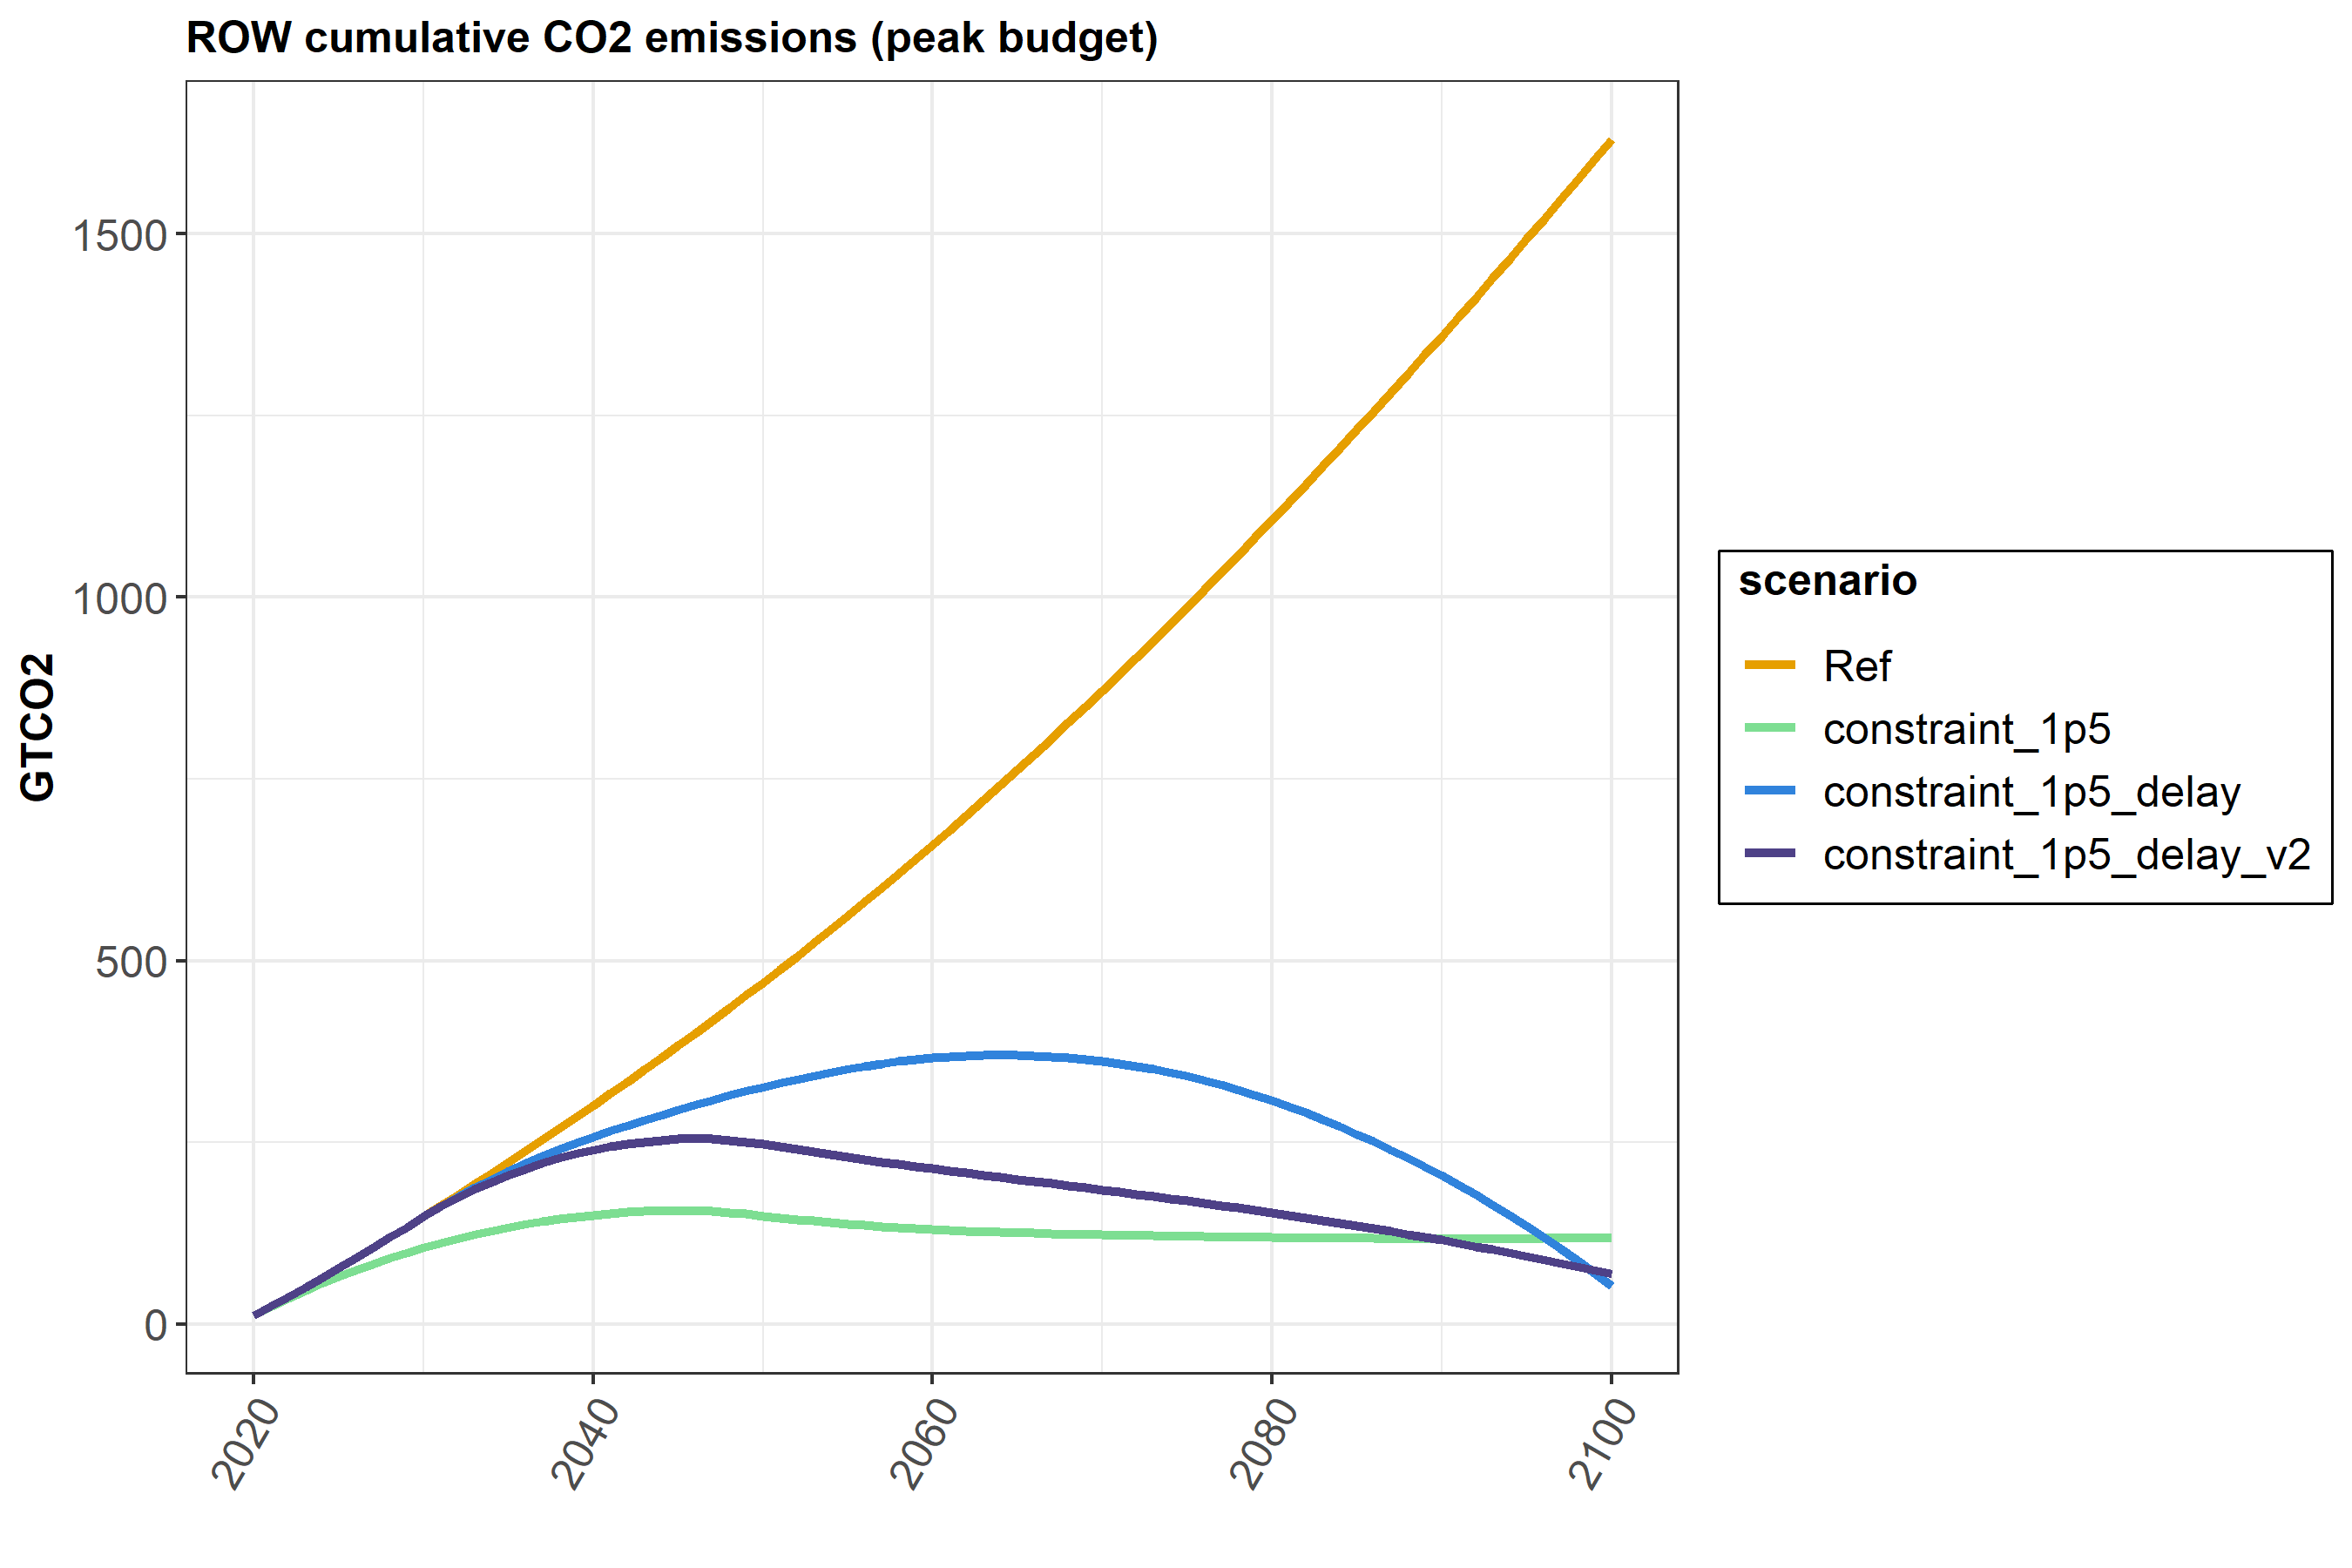 ROW cumulative CO2 emissions (peak budget)
GTCO2
1500
1000
500
0
2020
2040
2060
2080
2100
scenario
Ref
constraint_1p5
constraint_1p5_delay
constraint_1p5_delay_v2